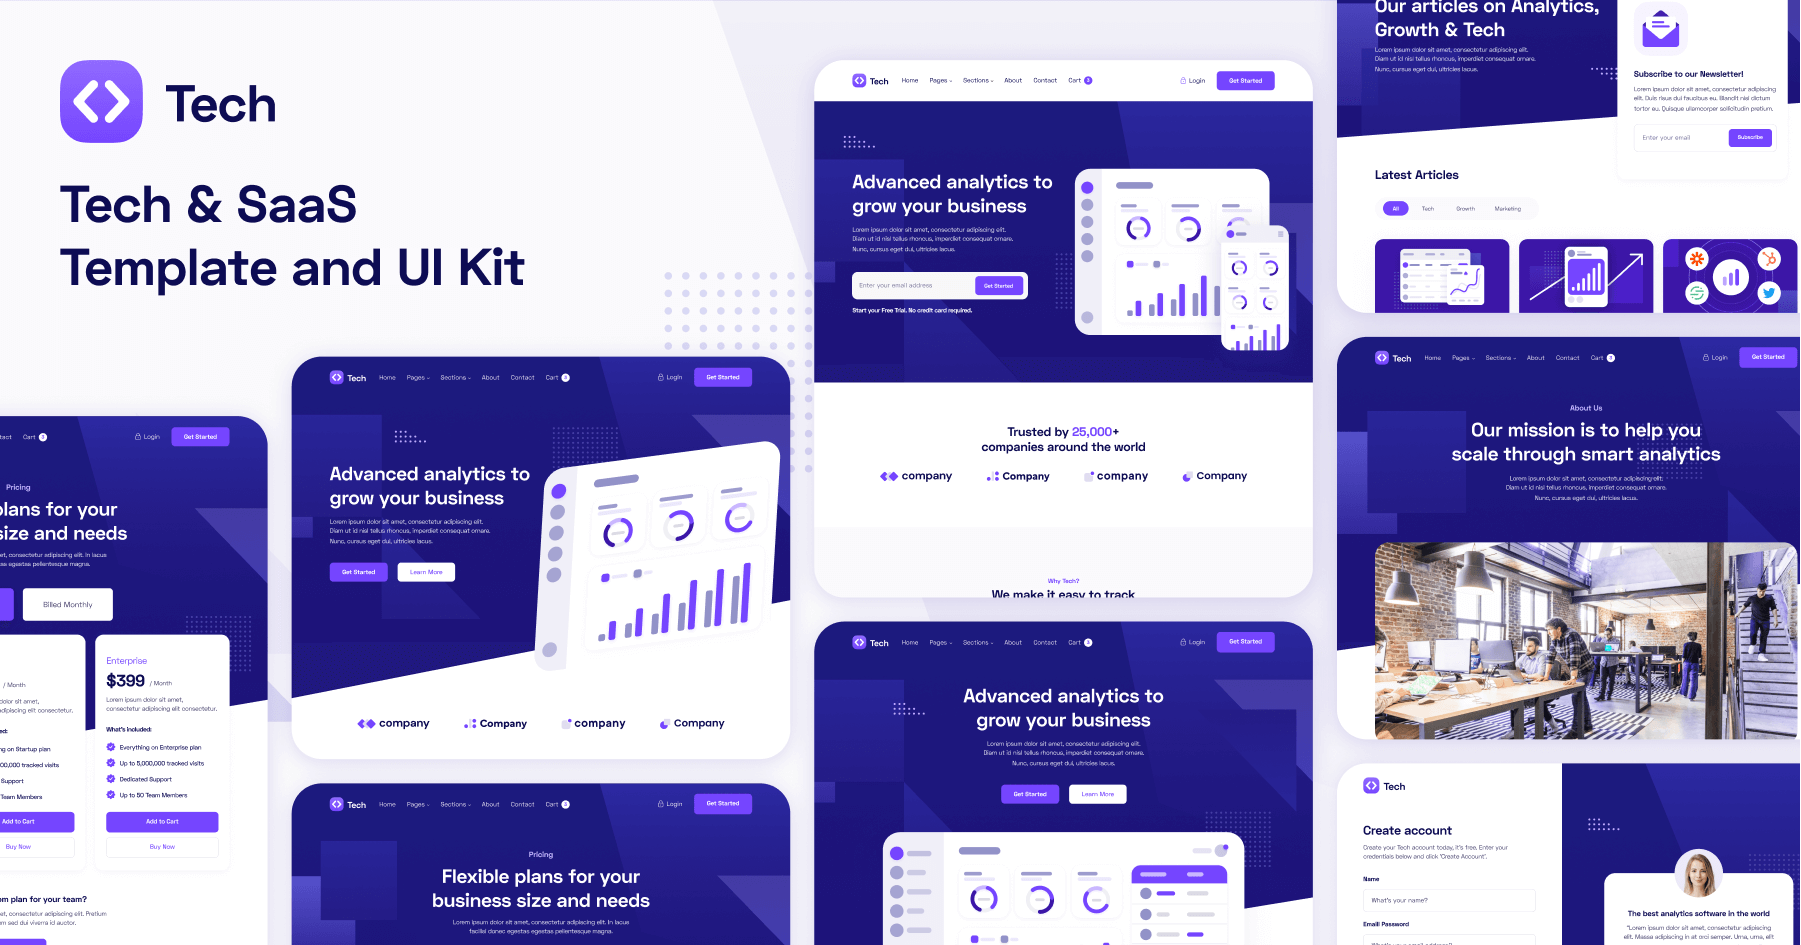 Tech
Tech & SaaS
Template and UI Kit
Contact
Cart 3
Login
Get Started
Pricing
plans for your
size and needs
consectetur adipiscing elit. In lacus
egestas pellentesque magna.
Billed Monthly
/ Month
dolor sit amet,
adipiscing elit consectetur.
on Startup plan
tracked visits
Support
Team Members
Add to Cart
Buy Now
Enterprise
$399 / Month
Lorem ipsum dolor sit amet,
consectetur adipiscing elit consectetur.
What's included:
Everything on Enterprise plan
Up to 5,000,000 tracked visits
Dedicated Support
Up to 50 Team Members
Add to Cart
Buy Now
plan for your team?
consectetur adipiscing elit. Pretium
sed dui viverra id auctor.
Tech Home Pages Sections About Contact Cart 3 Login Get Started
Advanced analytics to
grow your business
Lorem ipsum dolor sit amet, consectetur adipiscing elit.
Diam ut id nisl tellus rhoncus, imperdiet consequat ornare.
Nunc, cursus eget dui, ultricies lacus.
Get Started Learn More
company Company company Company
Tech Home Pages Sections About Contact Cart 3 Login Get Started
Pricing
Flexible plans for your
business size and needs
Lorem ipsum dolor sit amet, consectetur adipiscing elit. In lacus
facilisi donec egestas egestas pellentesque magna.
Tech Home Pages Sections About Contact Cart 3 Login Get Started
Advanced analytics to
grow your business
Lorem ipsum dolor sit amet, consectetur adipiscing elit.
Diam ut id nisl tellus rhoncus, imperdiet consequat ornare.
Nunc, cursus eget dui, ultricies lacus.
Enter your email address Get Started
Start your Free Trial. No credit card required.
Trusted by 25,000+
companies around the world
company Company company Company
Why Tech?
We make it easy to track
Tech Home Pages Sections About Contact Cart 3 Login Get Started
Advanced analytics to
grow your business
Lorem ipsum dolor sit amet, consectetur adipiscing elit.
Diam ut id nisl tellus rhoncus, imperdiet consequat ornare.
Nunc, cursus eget dui, ultricies lacus.
Get Started Learn More
Our articles on Analytics,
Growth & Tech
Lorem ipsum dolor sit amet, consectetur adipiscing elit.
Diam ut id nisl tellus rhoncus, imperdiet consequat ornare.
Nunc, cursus eget dui, ultricies lacus.
Subscribe to our Newsletter!
Lorem ipsum dolor sit amet, consectetur adipiscing
elit. Duis risus dui faucibus eu. Blandit nisi dictum
tortor eu. Quisque ullamcorper sollicitudin pretium.
Enter your email Subscribe
Latest Articles
All Tech Growth Marketing
Tech Home Pages Sections About Contact Cart 3 Login Get Started
About Us
Our mission is to help you
scale through smart analytics
Lorem ipsum dolor sit amet, consectetur adipiscing elit.
Diam ut id nisl tellus rhoncus, imperdiet consequat ornare.
Nunc, cursus eget dui, ultricies lacus.
Tech
Create account
Create your Tech account today, it's free. Enter your
credentials below and click 'Create Account'.
Name
What's your name?
Email Password
What's your email address?
The best analytics software in the world
"Lorem ipsum dolor sit amet, consectetur adipiscing
elit. Massa adipiscing in at orci semper. Urna, urna, elit